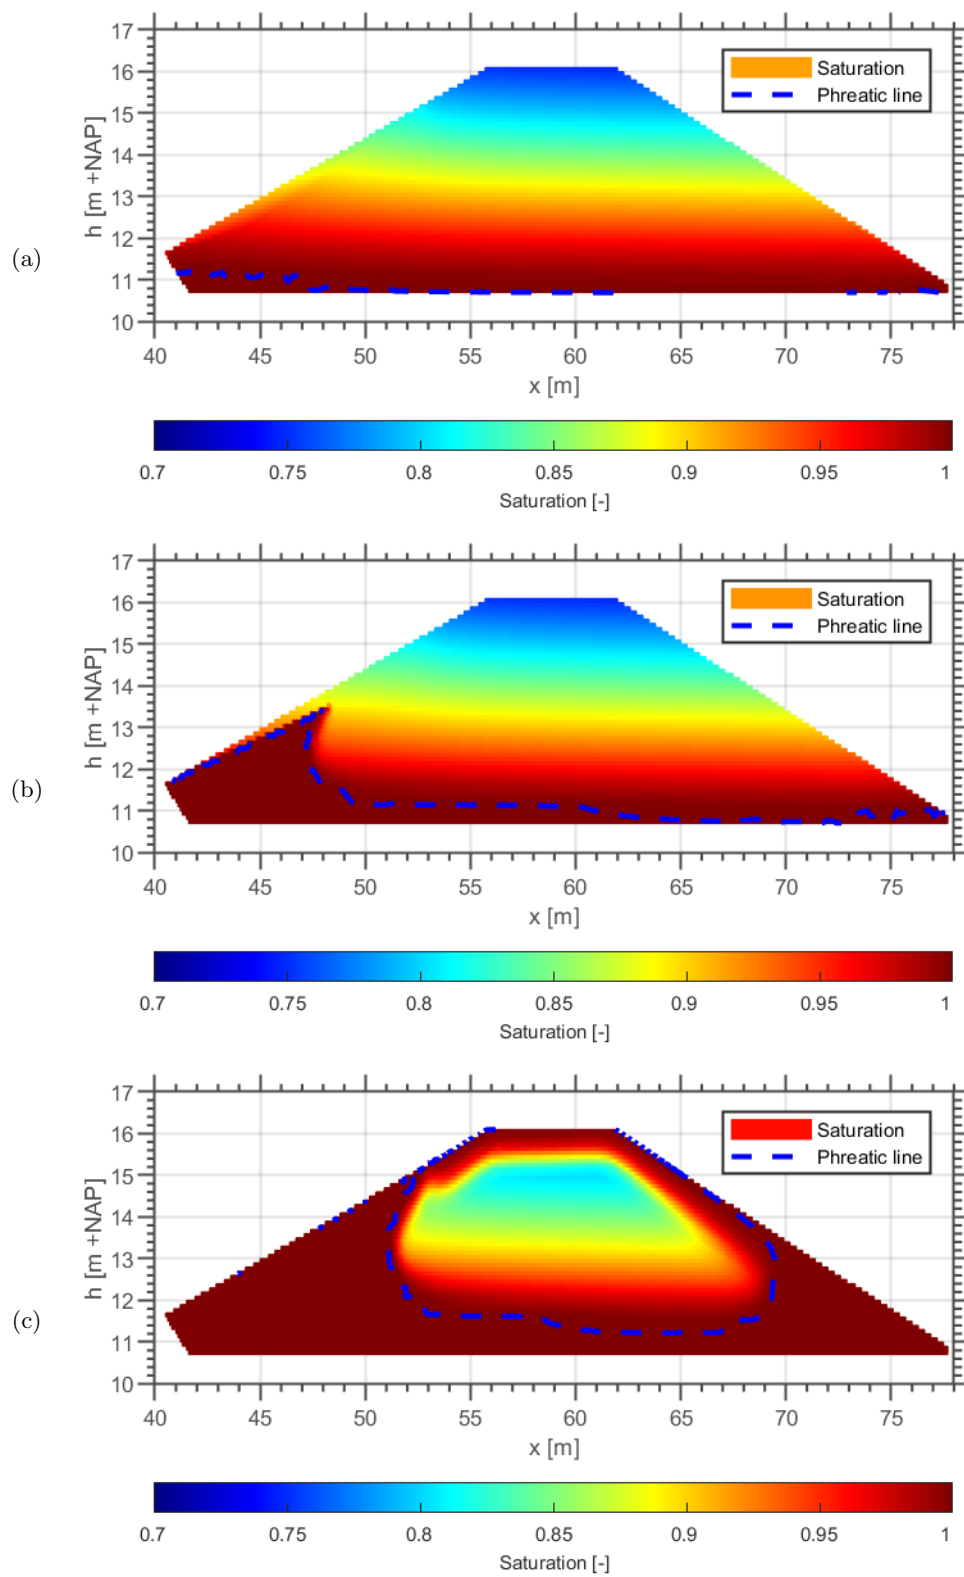 17
16
15
14
13
12
11
10
h [m +NAP]
Saturation
Phreatic line
(a)
40 45 50 55 60 65 70 75
x [m]
0.7 0.75 0.8 0.85 0.9 0.95 1
Saturation [-]
17
16
15
14
13
12
11
10
h [m +NAP]
Saturation
Phreatic line
(b)
40 45 50 55 60 65 70 75
x [m]
0.7 0.75 0.8 0.85 0.9 0.95 1
Saturation [-]
17
16
15
14
13
12
11
10
h [m +NAP]
Saturation
Phreatic line
(c)
40 45 50 55 60 65 70 75
x [m]
0.7 0.75 0.8 0.85 0.9 0.95 1
Saturation [-]